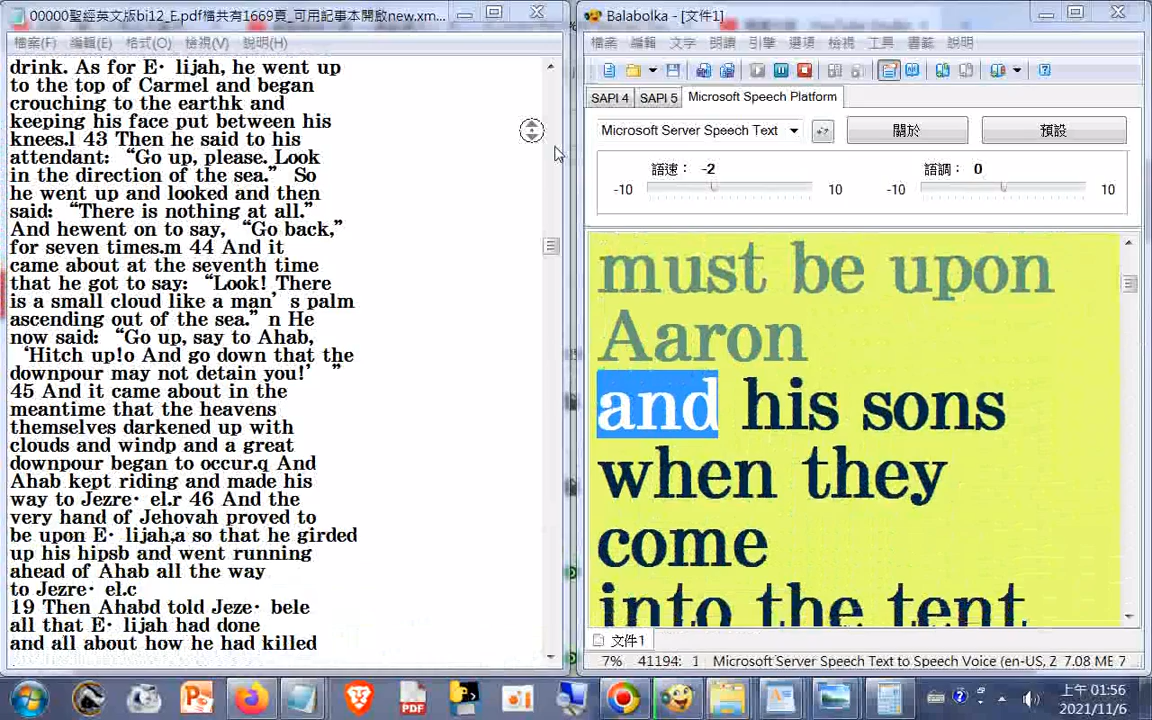 00000聖經英文版bi12_E.pdf檔共有1669頁_可用記事本開啟new.xm...
檔案(F) 編輯(E) 格式(O) 檢視(V) 說明(H)
drink. As for E· lijah, he went up
to the top of Carmel and began
crouching to the earthk and
keeping his face put between his
knees.l 43 Then he said to his
attendant: “Go up, please. Look
in the direction of the sea.” So
he went up and looked and then
said: “There is nothing at all.”
And hewent on to say, “Go back,”
for seven times.m 44 And it
came about at the seventh time
that he got to say: “Look! There
is a small cloud like a man’s palm
ascending out of the sea.” n He
now said: “Go up, say to Ahab,
‘Hitch up!o And go down that the
downpour may not detain you!’ ”
45 And it came about in the
meantime that the heavens
themselves darkened up with
clouds and windp and a great
downpour began to occur.q And
Ahab kept riding and made his
way to Jezre· el.r 46 And the
very hand of Jehovah proved to
be upon E· lijah,a so that he girded
up his hipsb and went running
ahead of Ahab all the way
to Jezre· el.c
19 Then Ahabd told Jeze· bele
all that E· lijah had done
and all about how he had killed
Balabolka - [文件1]
檔案 編輯 文字 朗讀 引擎 選項 檢視 工具 書籤 說明
SAPI 4 SAPI 5 Microsoft Speech Platform
Microsoft Server Speech Text 關於 預設
語速： -2 語調： 0
-10 10 -10 10
must be upon
Aaron
and his sons
when they
come
into the tent
文件1
7% 41194: 1 Microsoft Server Speech Text to Speech Voice (en-US, 2 7.08 ME 7
PDF
上午 01:56
2021/11/6